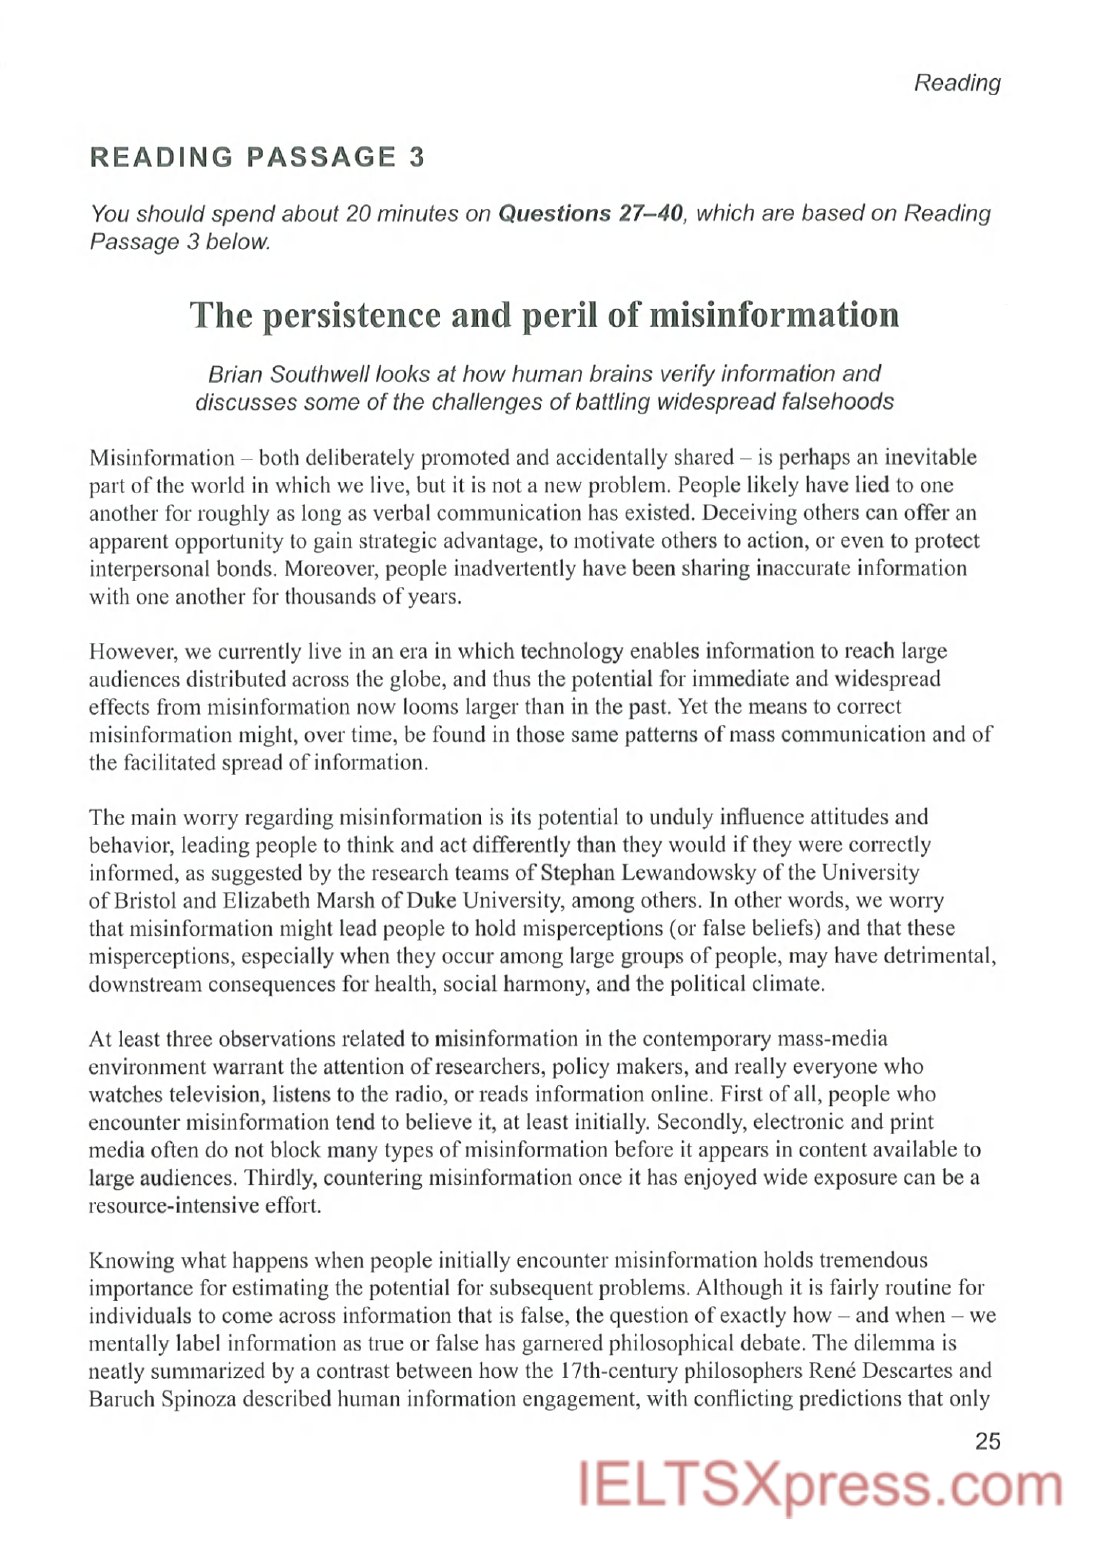 Reading
READING PASSAGE 3
You should spend about 20 minutes on Questions 27–40, which are based on Reading
Passage 3 below.
The persistence and peril of misinformation
Brian Southwell looks at how human brains verify information and
discusses some of the challenges of battling widespread falsehoods
Misinformation – both deliberately promoted and accidentally shared – is perhaps an inevitable
part of the world in which we live, but it is not a new problem. People likely have lied to one
another for roughly as long as verbal communication has existed. Deceiving others can offer an
apparent opportunity to gain strategic advantage, to motivate others to action, or even to protect
interpersonal bonds. Moreover, people inadvertently have been sharing inaccurate information
with one another for thousands of years.
However, we currently live in an era in which technology enables information to reach large
audiences distributed across the globe, and thus the potential for immediate and widespread
effects from misinformation now looms larger than in the past. Yet the means to correct
misinformation might, over time, be found in those same patterns of mass communication and of
the facilitated spread of information.
The main worry regarding misinformation is its potential to unduly influence attitudes and
behavior, leading people to think and act differently than they would if they were correctly
informed, as suggested by the research teams of Stephan Lewandowsky of the University
of Bristol and Elizabeth Marsh of Duke University, among others. In other words, we worry
that misinformation might lead people to hold misperceptions (or false beliefs) and that these
misperceptions, especially when they occur among large groups of people, may have detrimental,
downstream consequences for health, social harmony, and the political climate.
At least three observations related to misinformation in the contemporary mass-media
environment warrant the attention of researchers, policy makers, and really everyone who
watches television, listens to the radio, or reads information online. First of all, people who
encounter misinformation tend to believe it, at least initially. Secondly, electronic and print
media often do not block many types of misinformation before it appears in content available to
large audiences. Thirdly, countering misinformation once it has enjoyed wide exposure can be a
resource-intensive effort.
Knowing what happens when people initially encounter misinformation holds tremendous
importance for estimating the potential for subsequent problems. Although it is fairly routine for
individuals to come across information that is false, the question of exactly how – and when – we
mentally label information as true or false has garnered philosophical debate. The dilemma is
neatly summarized by a contrast between how the 17th-century philosophers René Descartes and
Baruch Spinoza described human information engagement, with conflicting predictions that only
25
IELTSXpress.com